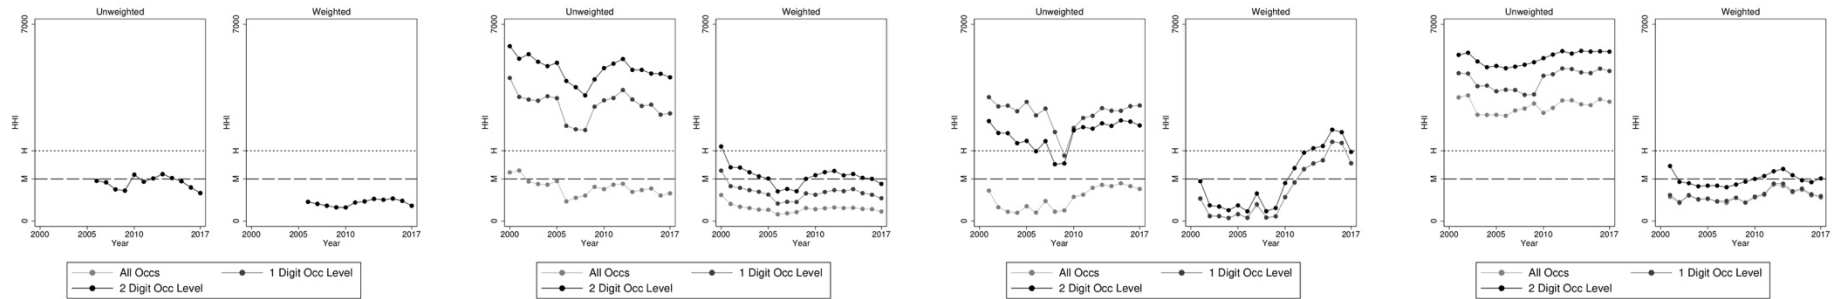 Unweighted
Weighted
7000
HHI
H
M
0
2000 2005 2010 2017
Year
7000
HHI
H
M
0
2000 2005 2010 2017
Year
All Occs
1 Digit Occ Level
2 Digit Occ Level
Unweighted
Weighted
7000
HHI
H
M
0
2000 2005 2010 2017
Year
7000
HHI
H
M
0
2000 2005 2010 2017
Year
All Occs
1 Digit Occ Level
2 Digit Occ Level
Unweighted
Weighted
7000
HHI
H
M
0
2000 2005 2010 2017
Year
7000
HHI
H
M
0
2000 2005 2010 2017
Year
All Occs
1 Digit Occ Level
2 Digit Occ Level
Unweighted
Weighted
7000
HHI
H
M
0
2000 2005 2010 2017
Year
7000
HHI
H
M
0
2000 2005 2010 2017
Year
All Occs
1 Digit Occ Level
2 Digit Occ Level